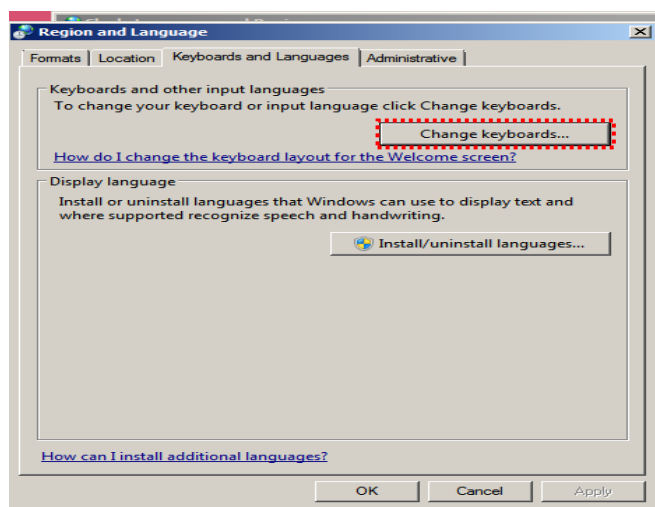 Region and Language
Formats Location Keyboards and Languages Administrative
Keyboards and other input languages
To change your keyboard or input language click Change keyboards.
Change keyboards...
How do I change the keyboard layout for the Welcome screen?
Display language
Install or uninstall languages that Windows can use to display text and
where supported recognize speech and handwriting.
Install/uninstall languages...
How can I install additional languages?
OK Cancel Apply